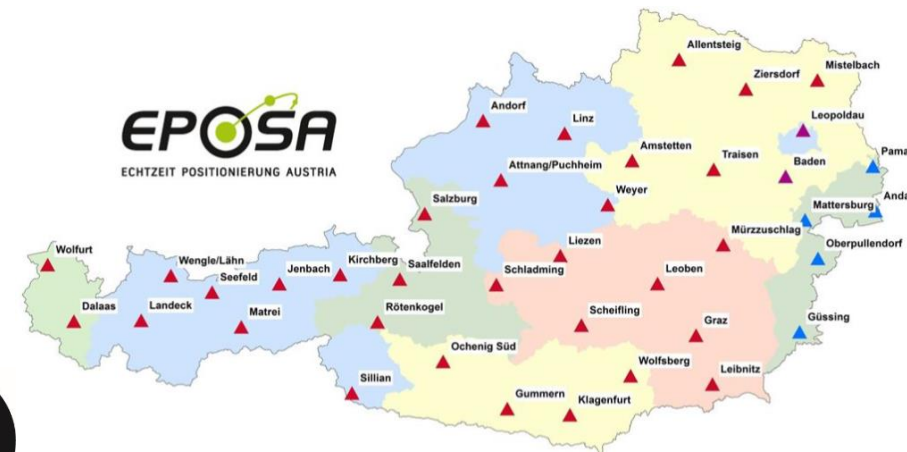 EPOSA
ECHTZEIT POSITIONIERUNG AUSTRIA
Allentsteig
Ziersdorf
Mistelbach
Andorf
Linz
Leopoldau
Amstetten
Traisen
Baden
Pama
Attnang/Puchheim
Weyer
Mattersburg
Anda
Salzburg
Mürzzuschlag
Liezen
Oberpullendorf
Wolfurt
Wengle/Lähn
Kirchberg
Saalfelden
Seefeld
Jenbach
Schladming
Leoben
Dalaas
Landeck
Matrei
Rötenkogel
Scheifling
Graz
Güssing
Ochenig Süd
Wolfsberg
Sillian
Leibnitz
Gummern
Klagenfurt